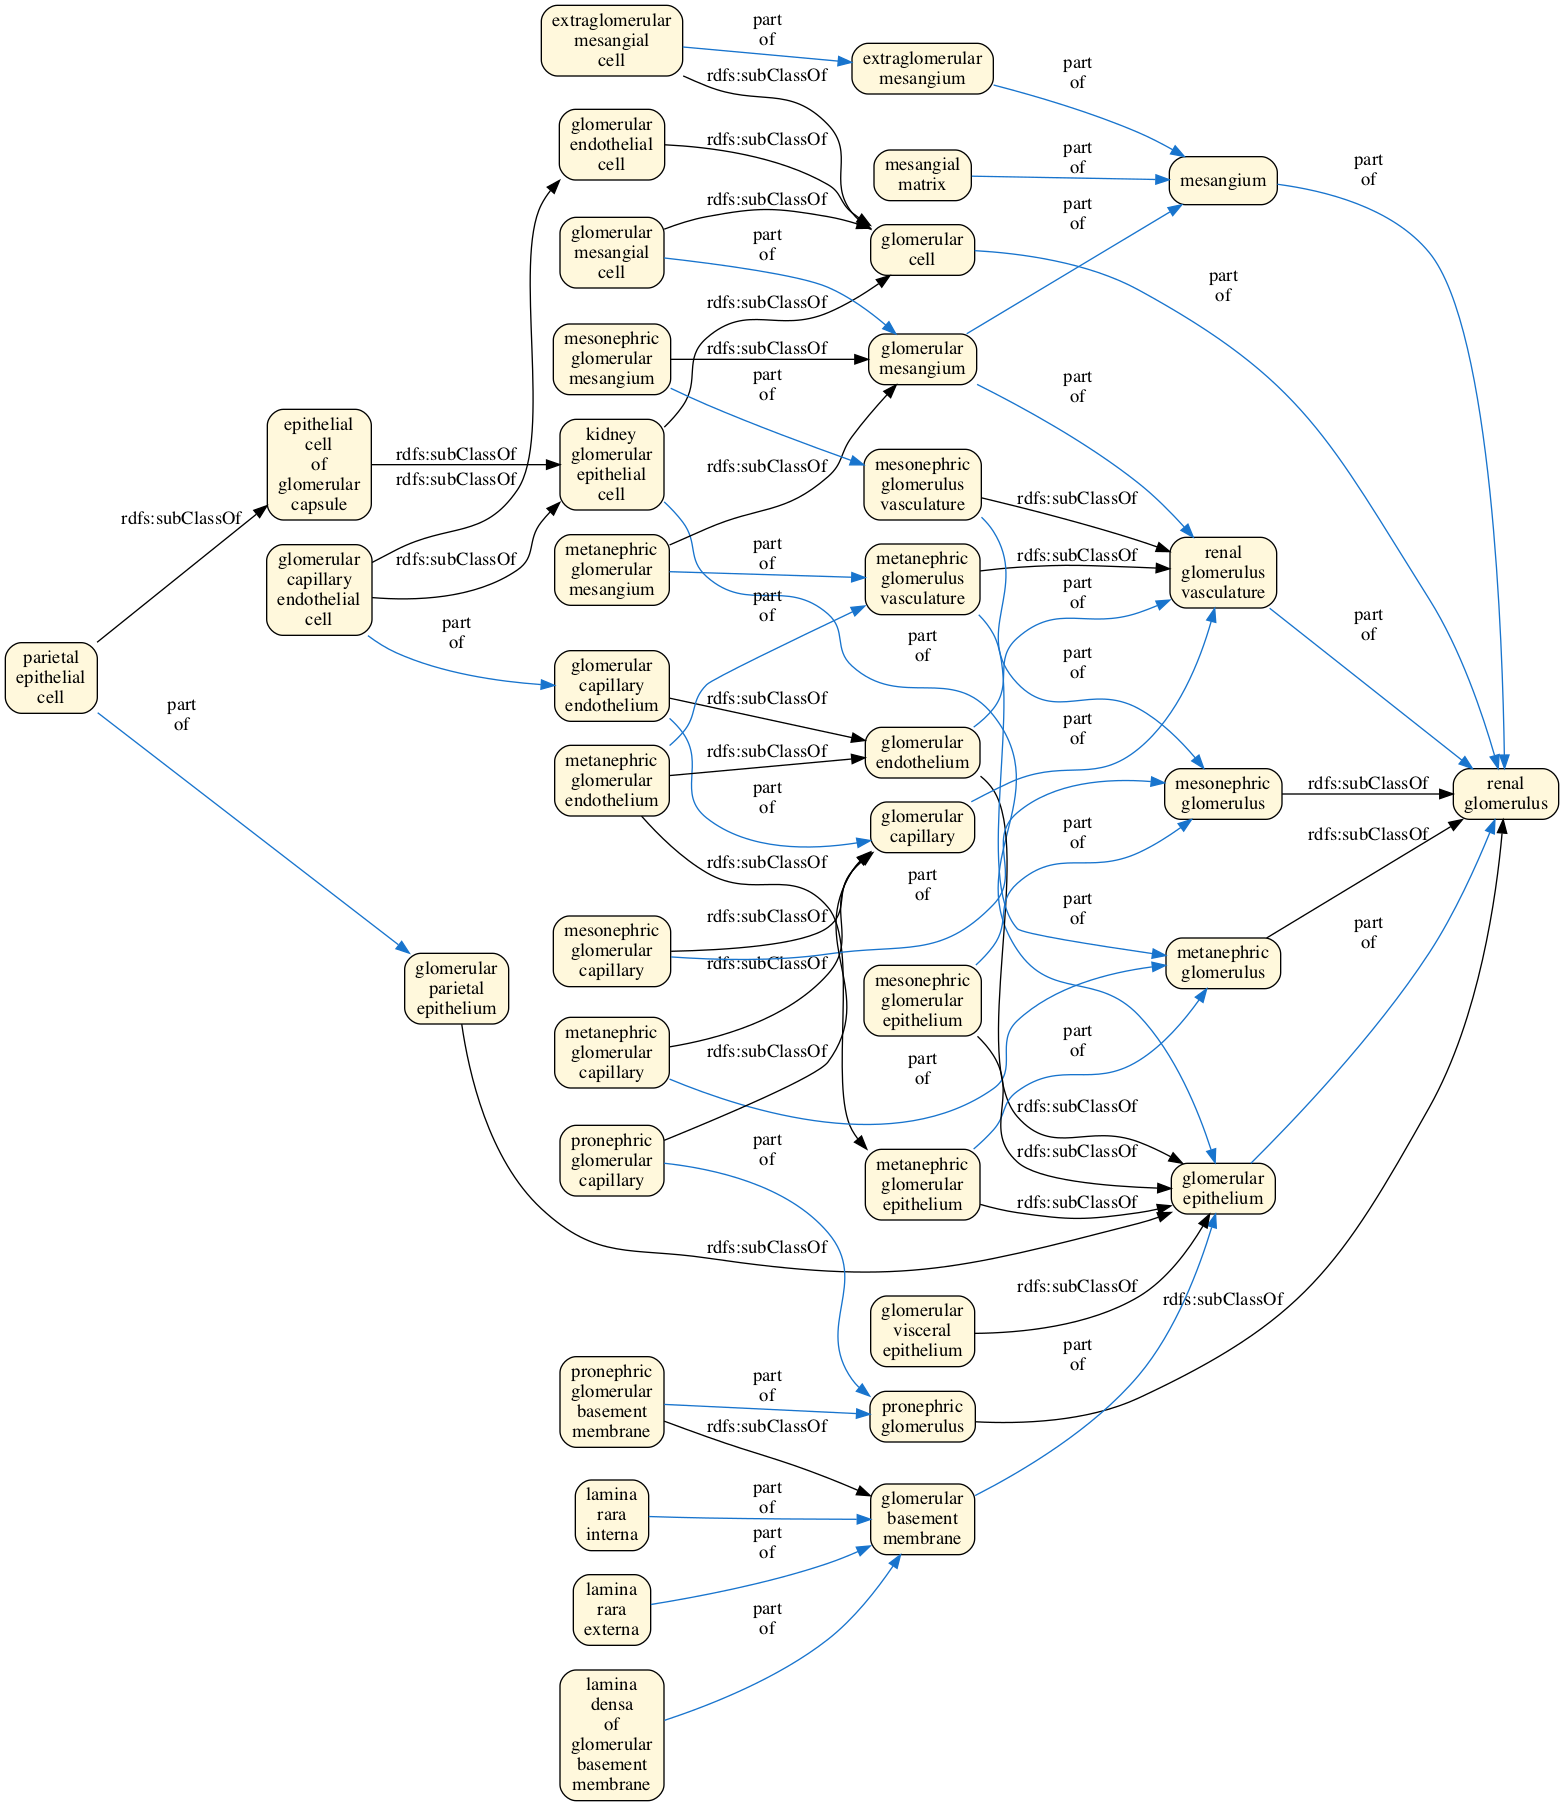 extraglomerular
mesangial
cell
part
of
extraglomerular
mesangium
part
of
rdfs:subClassOf
glomerular
endothelial
cell
rdfs:subClassOf
mesangial
matrix
part
of
mesangium
part
of
rdfs:subClassOf
glomerular
mesangial
cell
part
of
glomerular
cell
part
of
part
of
rdfs:subClassOf
mesonephric
glomerular
mesangium
rdfs:subClassOf
part
of
glomerular
mesangium
part
of
epithelial
cell
of
glomerular
capsule
rdfs:subClassOf
rdfs:subClassOf
kidney
glomerular
epithelial
cell
rdfs:subClassOf
mesonephric
glomerulus
vasculature
rdfs:subClassOf
rdfs:subClassOf
glomerular
capillary
endothelial
cell
rdfs:subClassOf
metanephric
glomerular
mesangium
part
of
part
of
metanephric
glomerulus
vasculature
rdfs:subClassOf
part
of
renal
glomerulus
vasculature
part
of
parietal
epithelial
cell
part
of
part
of
glomerular
capillary
endothelium
rdfs:subClassOf
part
of
part
of
metanephric
glomerular
endothelium
rdfs:subClassOf
part
of
glomerular
endothelium
part
of
glomerular
capillary
part
of
mesonephric
glomerulus
rdfs:subClassOf
renal
glomerulus
part
of
rdfs:subClassOf
rdfs:subClassOf
mesonephric
glomerular
capillary
rdfs:subClassOf
rdfs:subClassOf
part
of
part
of
metanephric
glomerulus
part
of
glomerular
parietal
epithelium
metanephric
glomerular
capillary
rdfs:subClassOf
mesonephric
glomerular
epithelium
part
of
part
of
rdfs:subClassOf
pronephric
glomerular
capillary
part
of
metanephric
glomerular
epithelium
rdfs:subClassOf
rdfs:subClassOf
glomerular
epithelium
rdfs:subClassOf
glomerular
visceral
epithelium
rdfs:subClassOf
rdfs:subClassOf
part
of
pronephric
glomerular
basement
membrane
part
of
rdfs:subClassOf
pronephric
glomerulus
lamina
rara
interna
part
of
part
of
glomerular
basement
membrane
lamina
rara
externa
part
of
lamina
densa
of
glomerular
basement
membrane